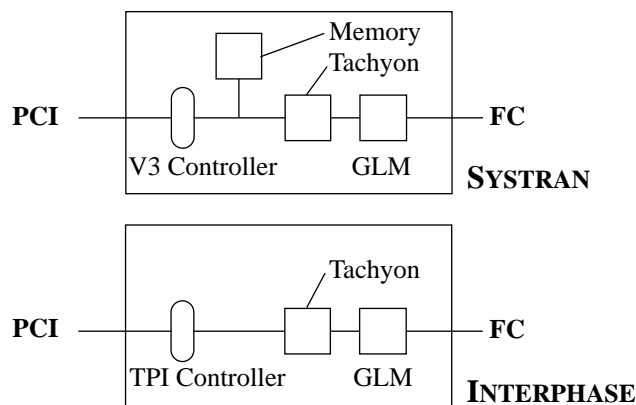 Memory
Tachyon
PCI
FC
V3 Controller
GLM
SYSTRAN
Tachyon
PCI
FC
TPI Controller
GLM
INTERPHASE